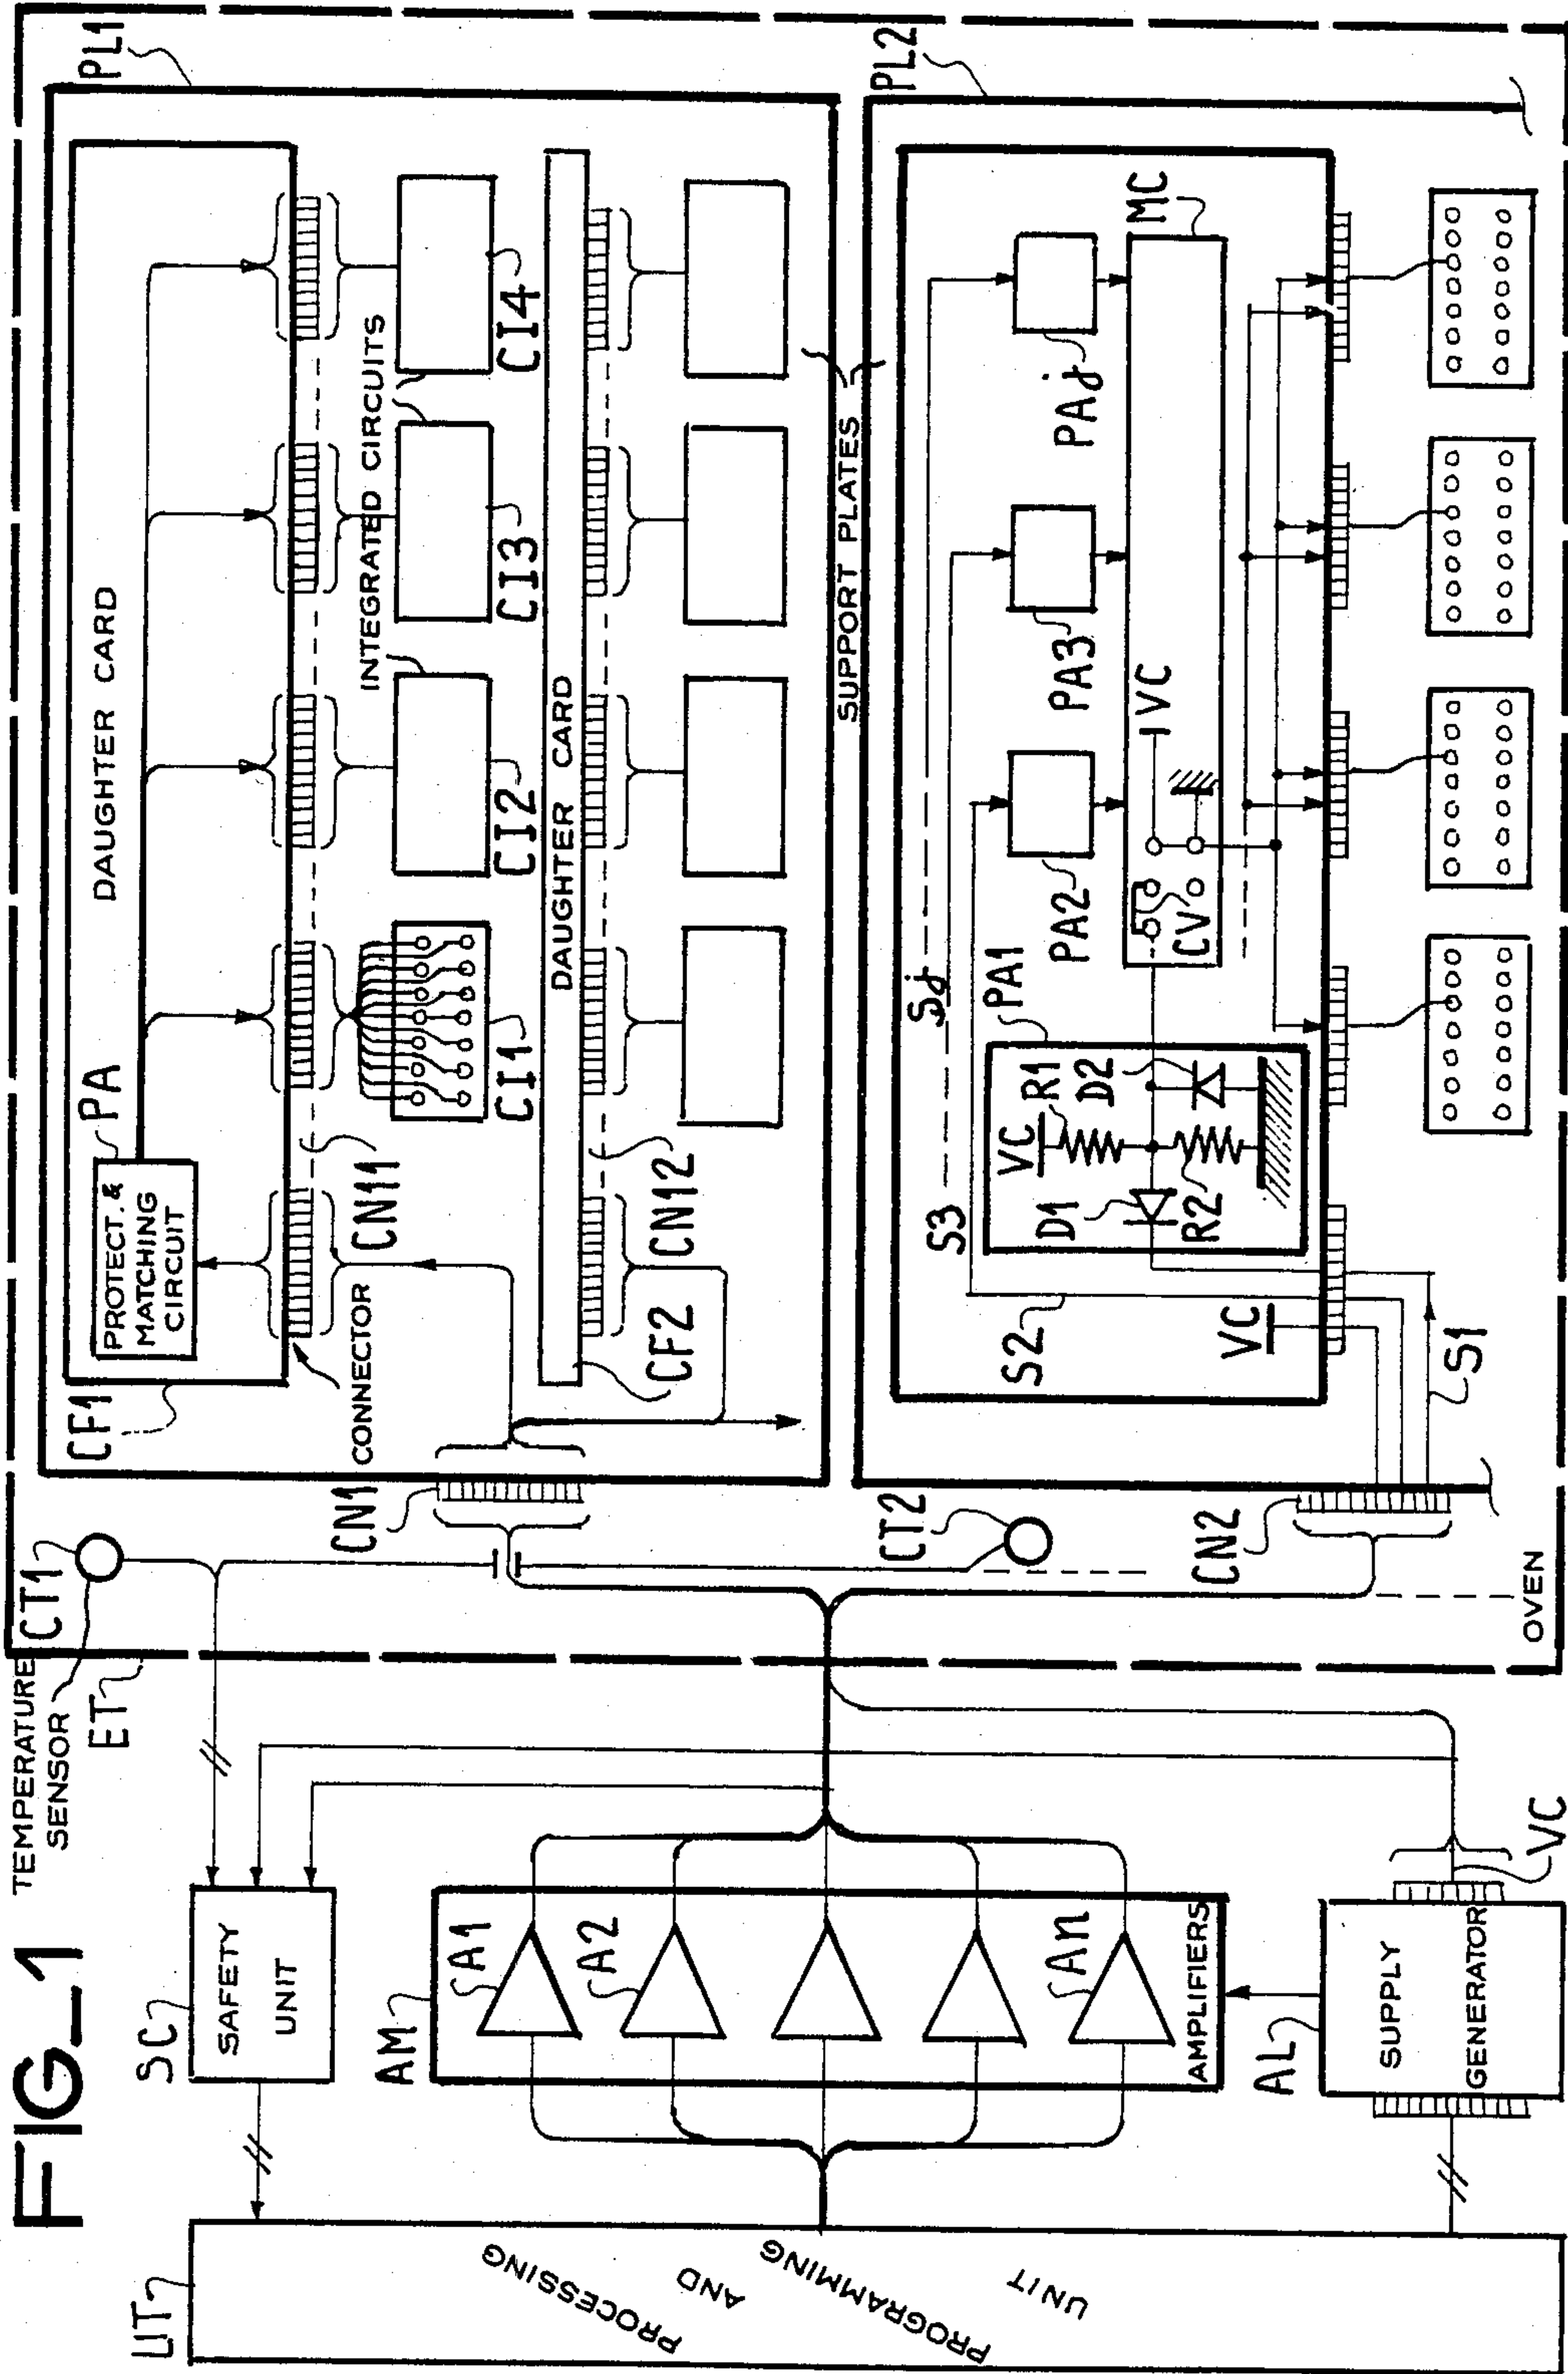 FIG_1
UT
PROCESSING
AND
PROGRAMMING
UNIT
SC
SAFETY
UNIT
AM
A1
A2
An
AMPLIFIERS
AL
SUPPLY
GENERATOR
VC
TEMPERATURE
SENSOR
ET
CT1
CT2
OVEN
CN1
CN2
PL1
CF1
DAUGHTER CARD
PA
PROTECT. &
MATCHING
CIRCUIT
CONNECTOR
CN11
INTEGRATED CIRCUITS
CI1
CI2
CI3
CI4
DAUGHTER CARD
CF2
CN12
SUPPORT PLATES
PL2
S1
S2
S3
Sj
VC
PA1
VC
R1
D1
D2
R2
PA2
PA3
PAj
MC
CV
VC